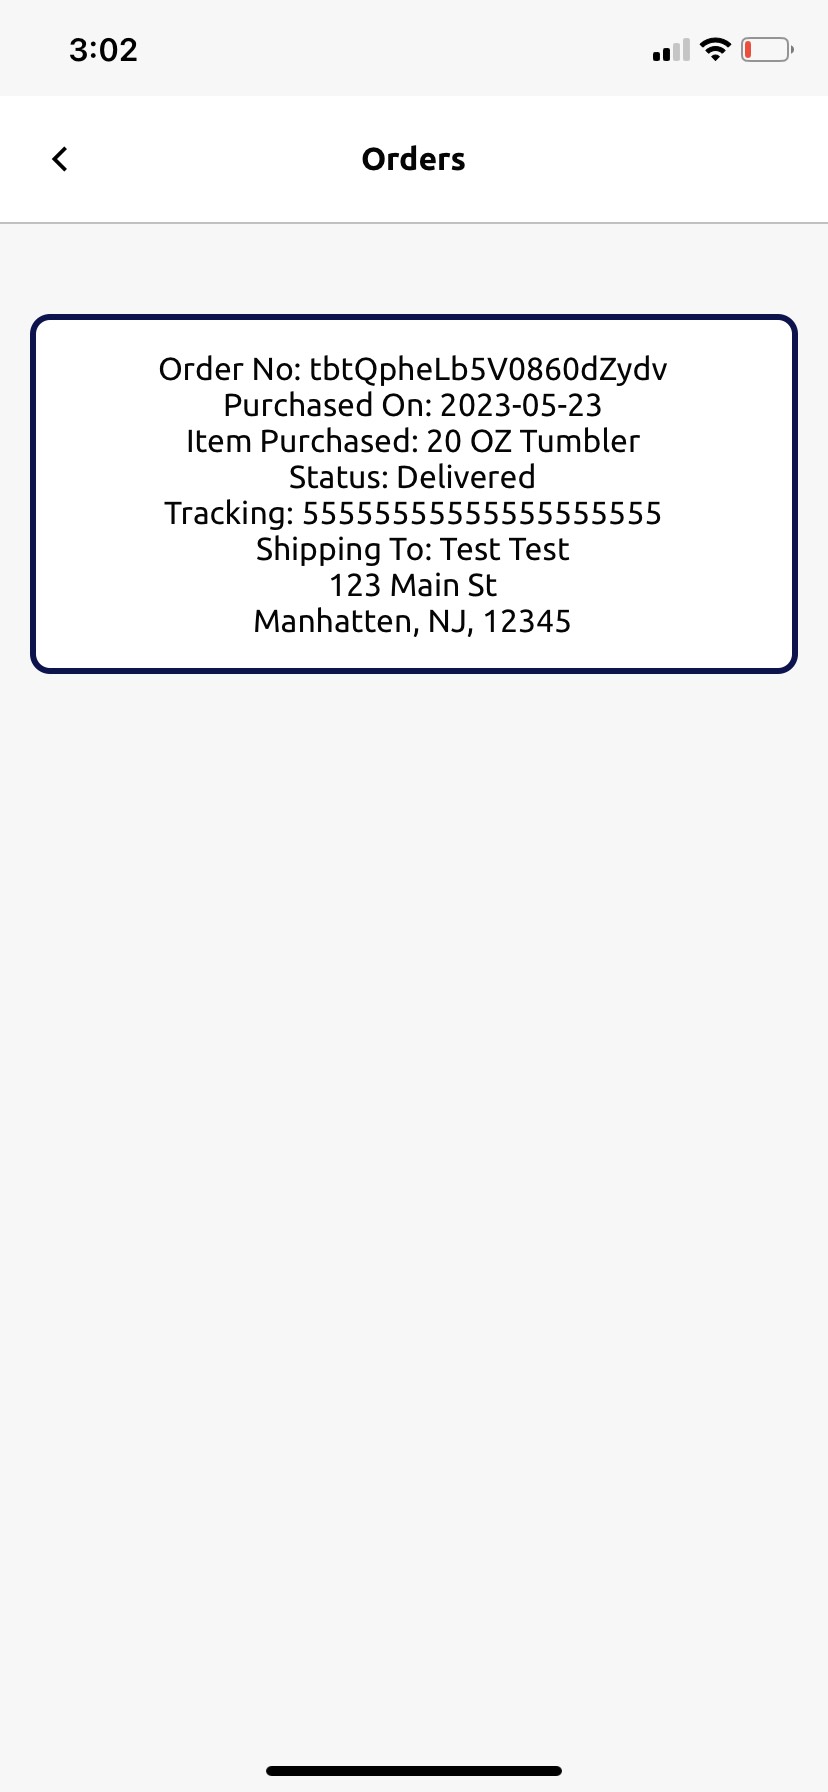 3:02
Orders
Order No: tbtQpheLb5V0860dZydv
Purchased On: 2023-05-23
Item Purchased: 20 OZ Tumbler
Status: Delivered
Tracking: 55555555555555555555
Shipping To: Test Test
123 Main St
Manhatten, NJ, 12345